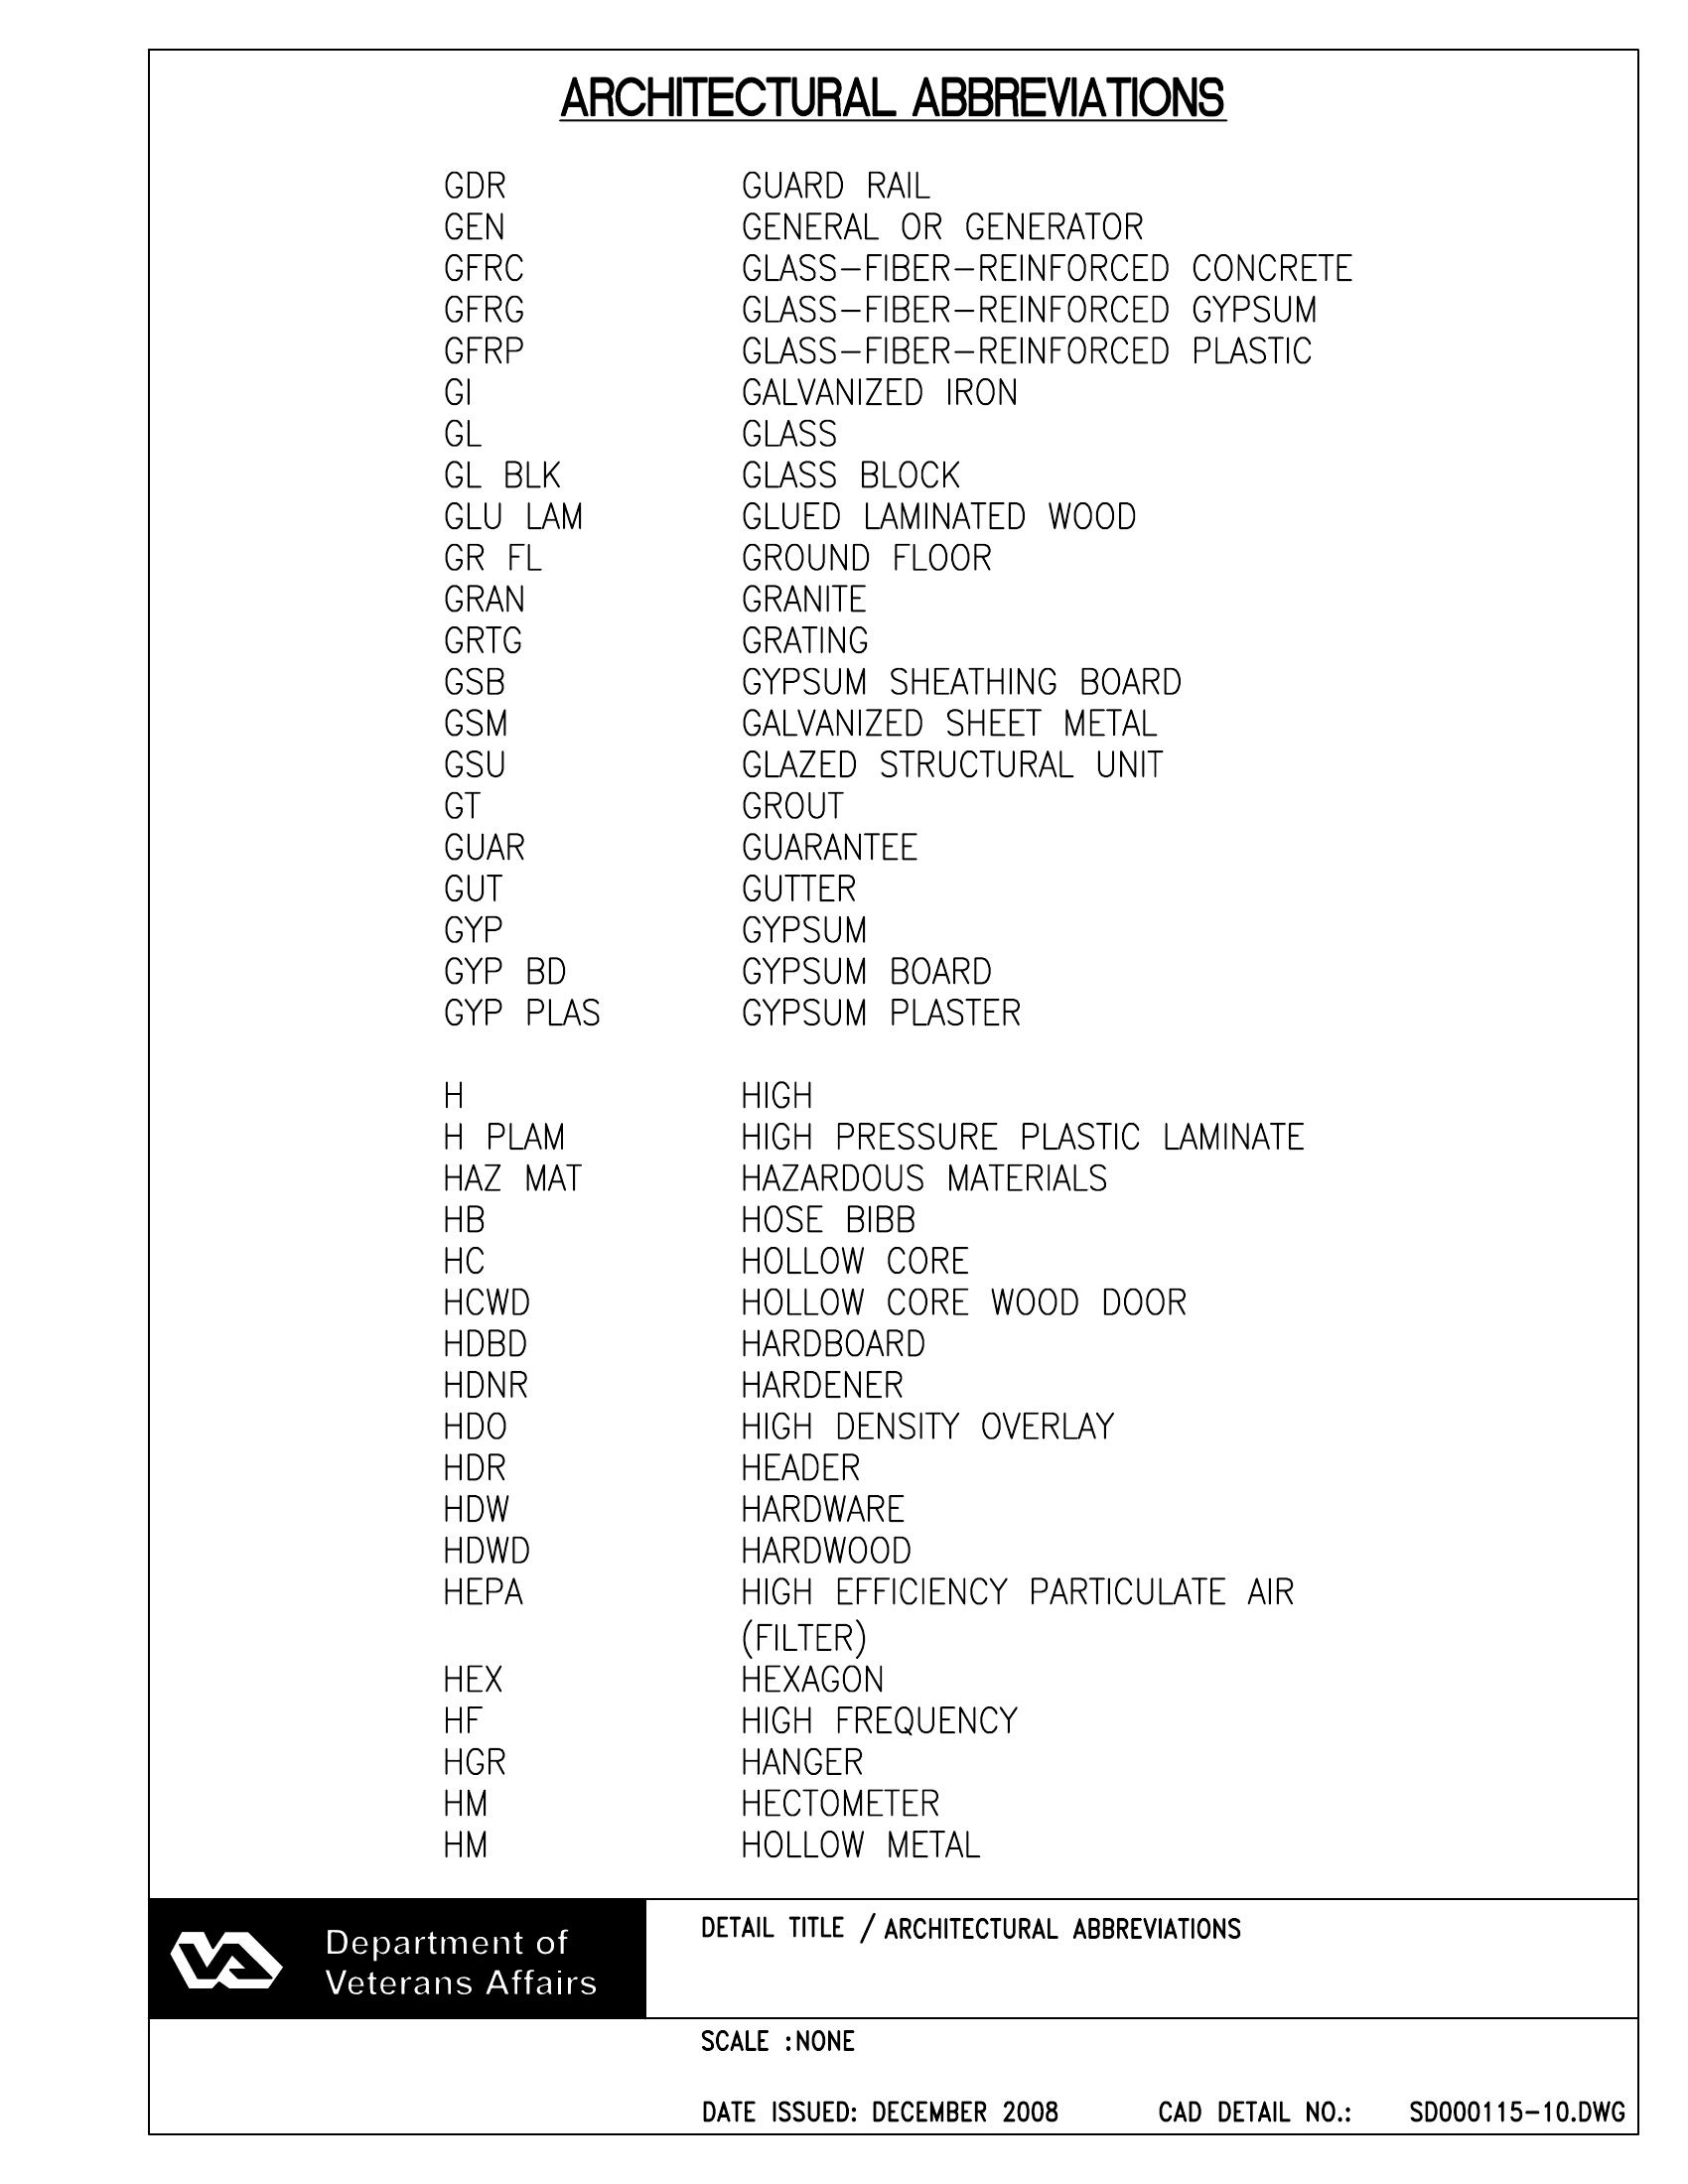 ARCHITECTURAL ABBREVIATIONS
GDR GUARD RAIL
GEN GENERAL OR GENERATOR
GFRC GLASS-FIBER-REINFORCED CONCRETE
GFRG GLASS-FIBER-REINFORCED GYPSUM
GFRP GLASS-FIBER-REINFORCED PLASTIC
GI GALVANIZED IRON
GL GLASS
GL BLK GLASS BLOCK
GLU LAM GLUED LAMINATED WOOD
GR FL GROUND FLOOR
GRAN GRANITE
GRTG GRATING
GSB GYPSUM SHEATHING BOARD
GSM GALVANIZED SHEET METAL
GSU GLAZED STRUCTURAL UNIT
GT GROUT
GUAR GUARANTEE
GUT GUTTER
GYP GYPSUM
GYP BD GYPSUM BOARD
GYP PLAS GYPSUM PLASTER
H HIGH
H PLAM HIGH PRESSURE PLASTIC LAMINATE
HAZ MAT HAZARDOUS MATERIALS
HB HOSE BIBB
HC HOLLOW CORE
HCWD HOLLOW CORE WOOD DOOR
HDBD HARDBOARD
HDNR HARDENER
HDO HIGH DENSITY OVERLAY
HDR HEADER
HDW HARDWARE
HDWD HARDWOOD
HEPA HIGH EFFICIENCY PARTICULATE AIR
(FILTER)
HEX HEXAGON
HF HIGH FREQUENCY
HGR HANGER
HM HECTOMETER
HM HOLLOW METAL
Department of
Veterans Affairs
DETAIL TITLE / ARCHITECTURAL ABBREVIATIONS
SCALE :NONE
DATE ISSUED: DECEMBER 2008 CAD DETAIL NO.: SD000115-10.DWG